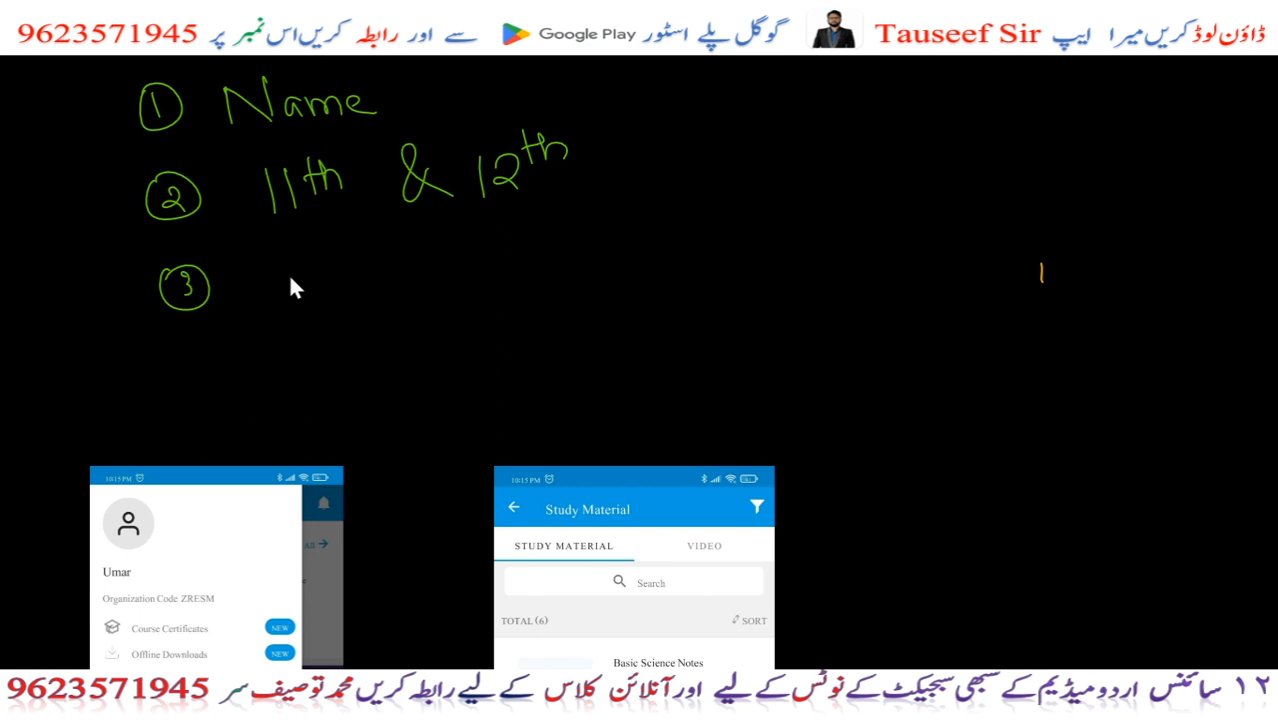 ڈاؤن لوڈ کریں میرا ایپ Tauseef Sir گوگل پلے اسٹور Google Play سے اور رابطہ کریں اس نمبر پر 9623571945
① Name
② 11th & 12th
③
10:15 PM
Umar
Organization Code ZRESM
Course Certificates NEW
Offline Downloads NEW
All
10:15 PM
Study Material
STUDY MATERIAL VIDEO
Search
TOTAL (6) SORT
Basic Science Notes
۱۲ سائنس اردو میڈیم کے سبھی سبجیکٹ کے نوٹس کے لیے اور آنلائن کلاس کے لیے رابطہ کریں محمد توصیف سر 9623571945